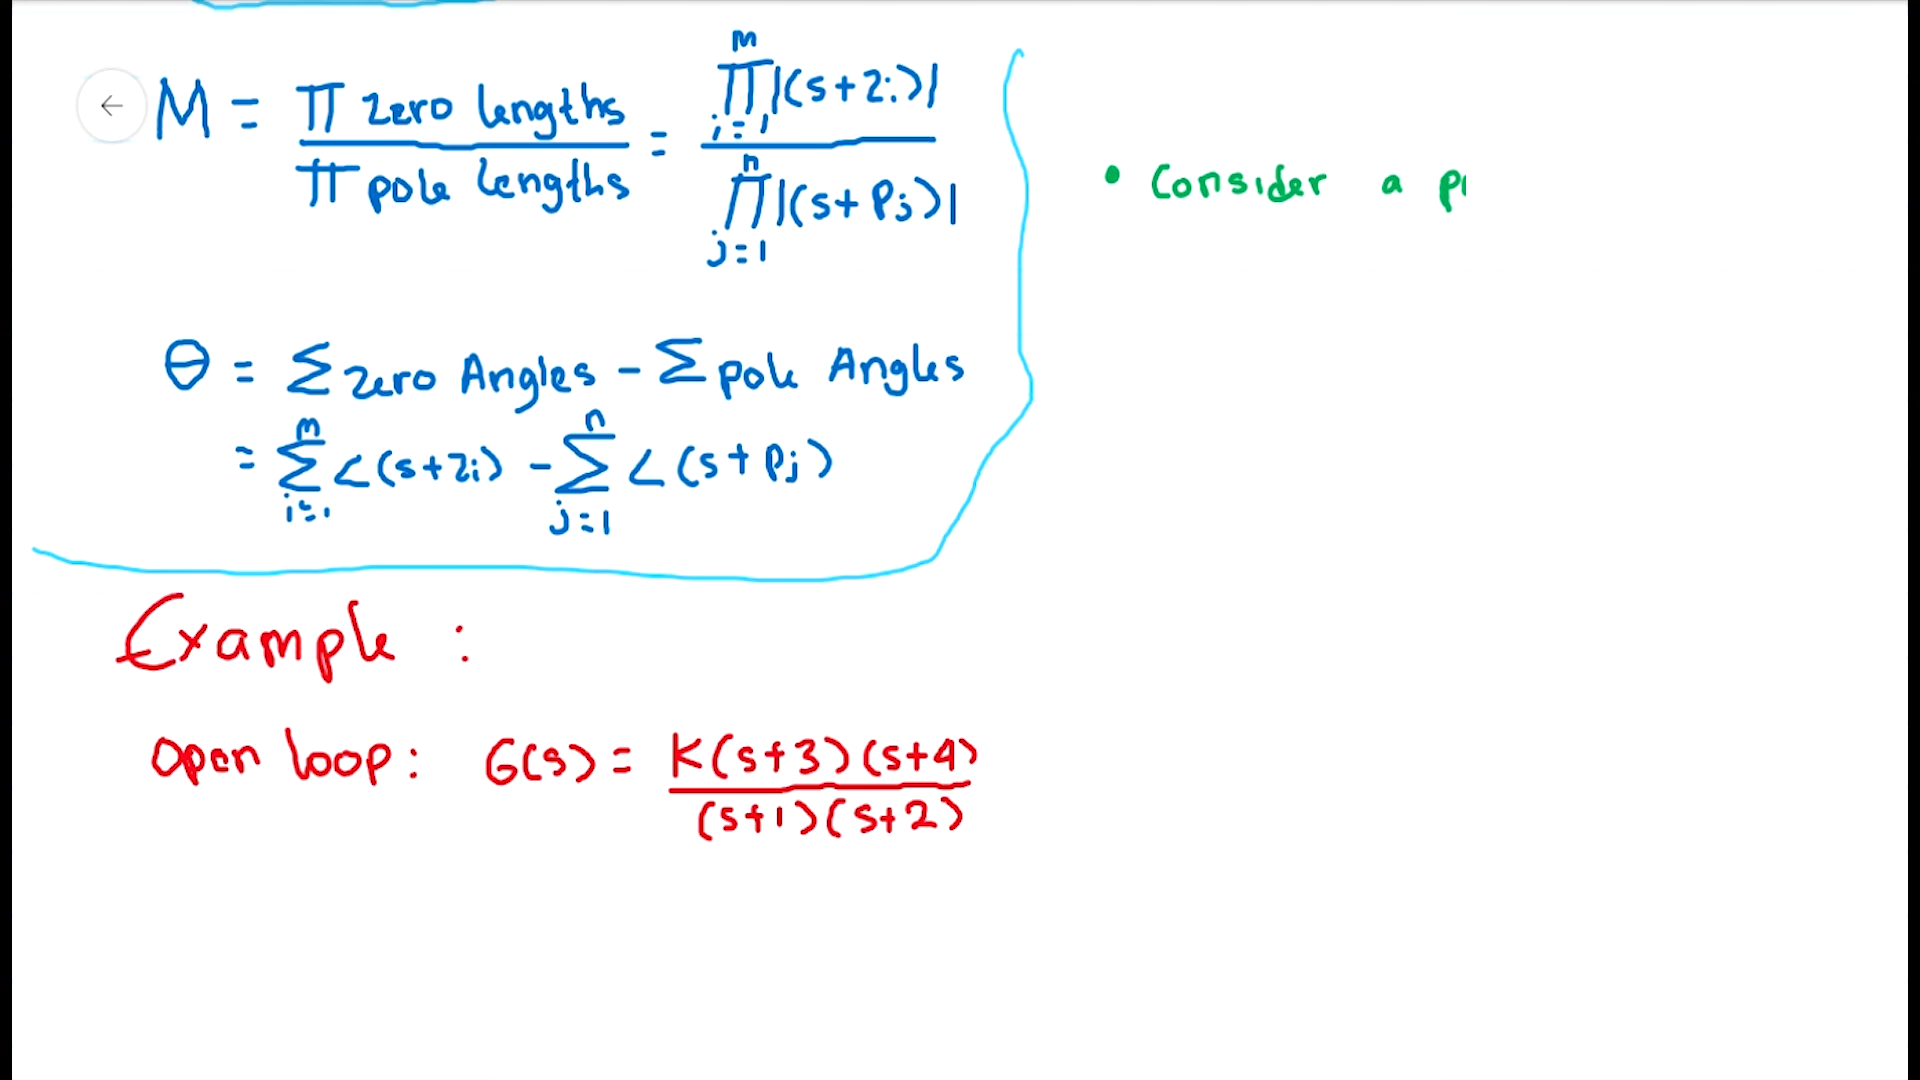 M = π zero lengths / π pole lengths = ∏_{i=1}^{m} |(s+zi)| / ∏_{j=1}^{n} |(s+Pj)|
θ = Σ zero Angles - Σ pole Angles
= Σ_{i=1}^{m} ∠(s+zi) - Σ_{j=1}^{n} ∠(s+Pj)
Example :
Open loop: G(s) = K(s+3)(s+4) / (s+1)(s+2)
• Consider a